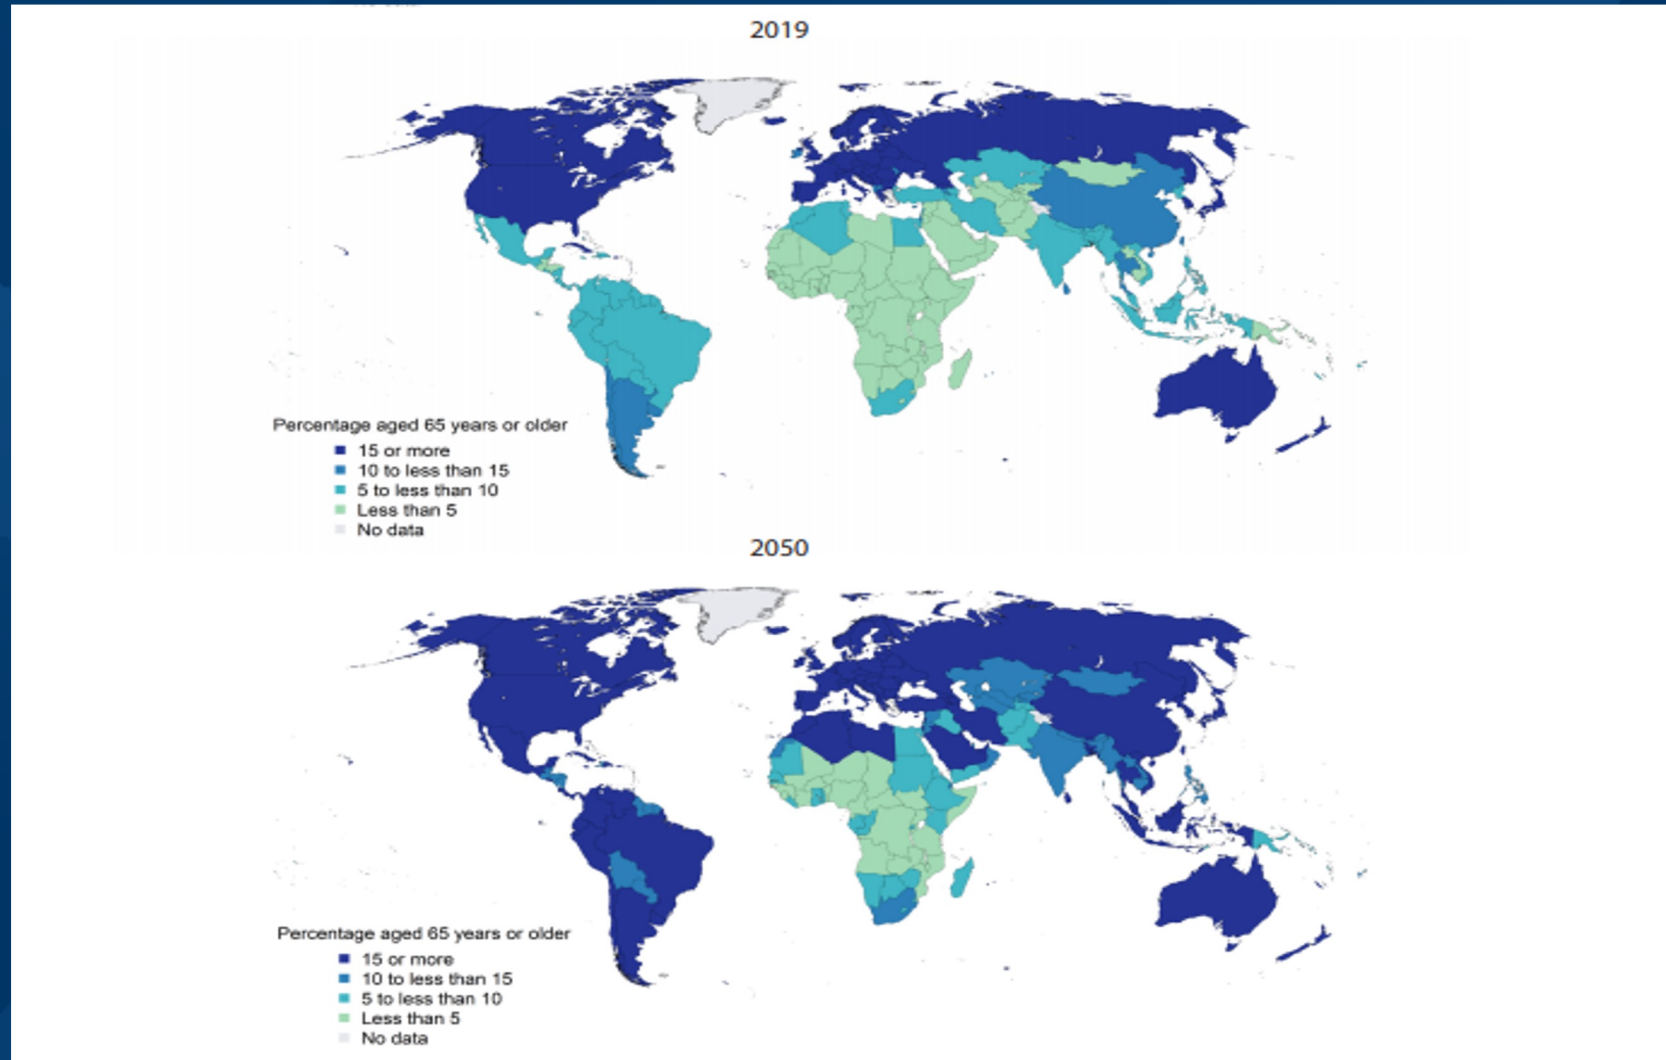 2019
Percentage aged 65 years or older
15 or more
10 to less than 15
5 to less than 10
Less than 5
No data
2050
Percentage aged 65 years or older
15 or more
10 to less than 15
5 to less than 10
Less than 5
No data